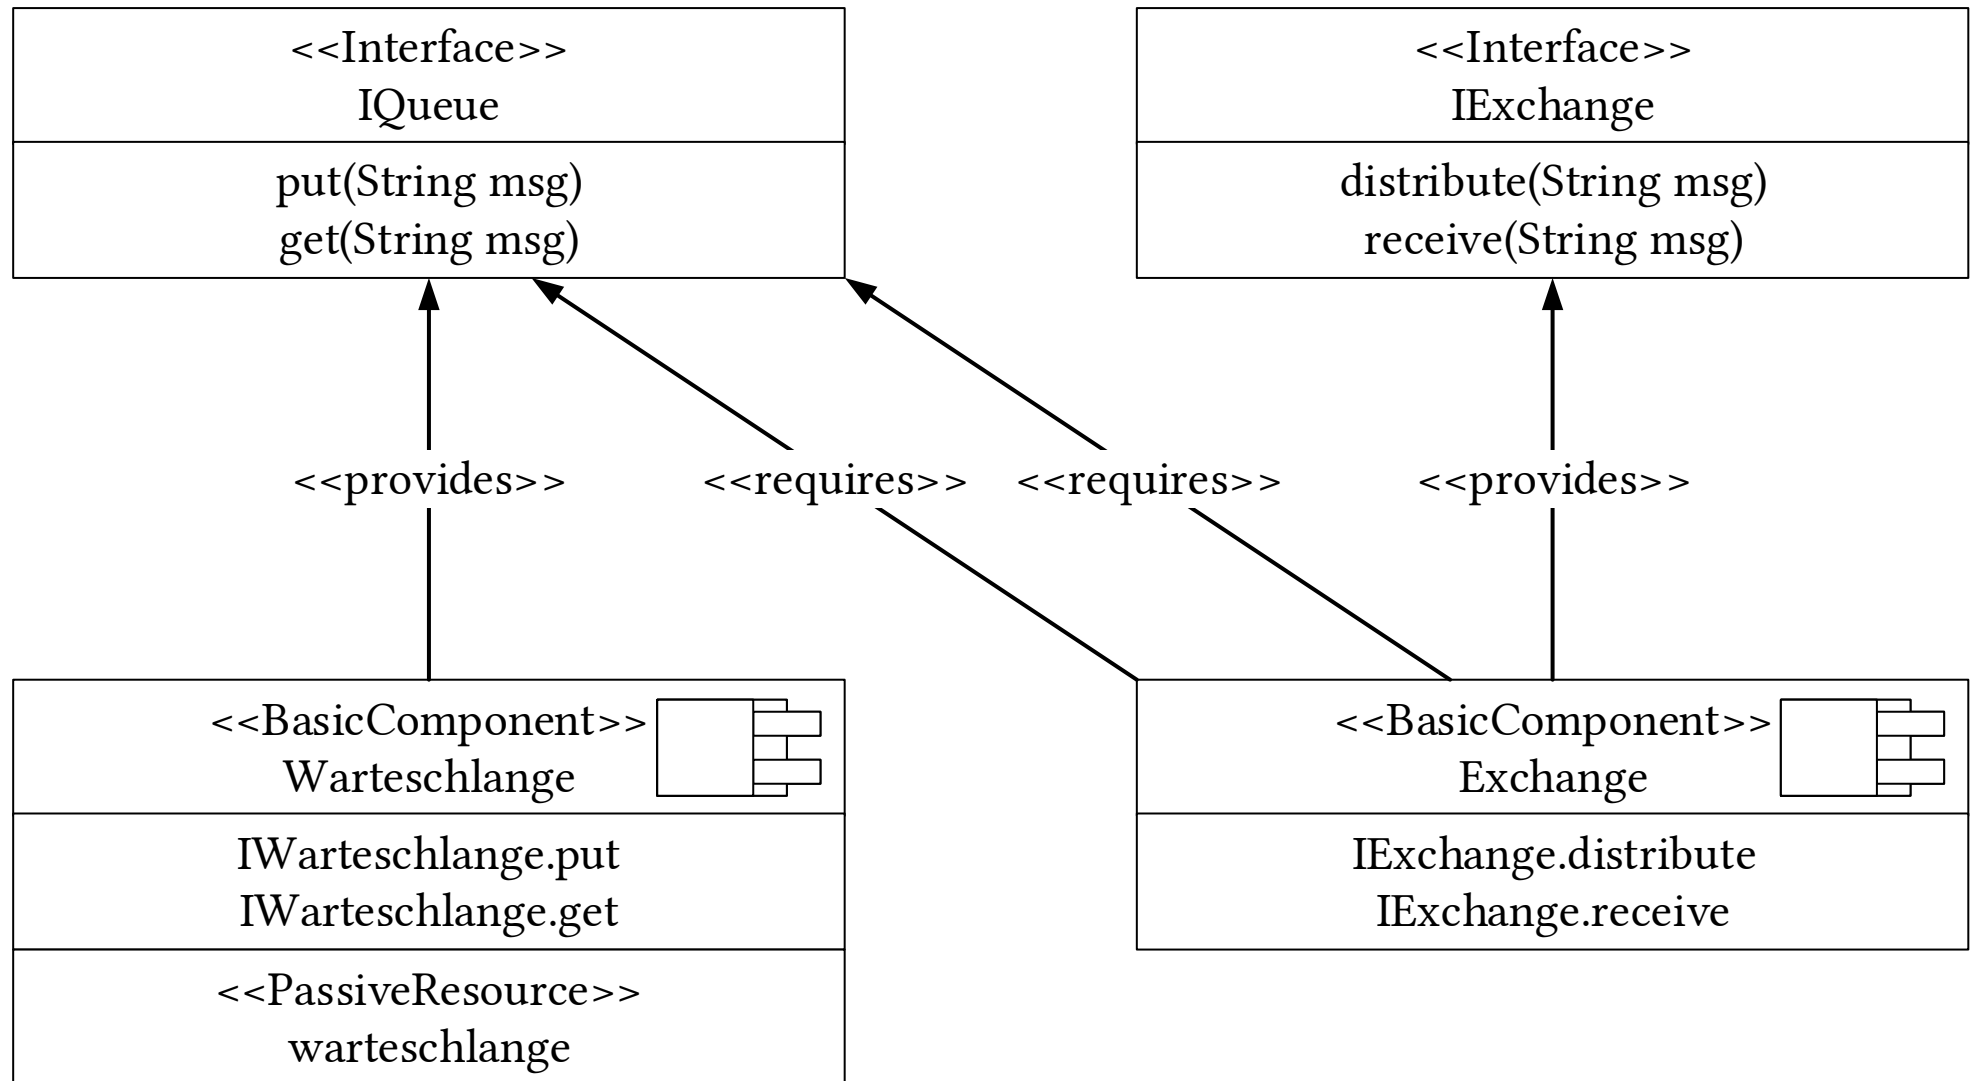 <<Interface>>
IQueue
put(String msg)
get(String msg)
<<Interface>>
IExchange
distribute(String msg)
receive(String msg)
<<provides>>
<<requires>>
<<requires>>
<<provides>>
<<BasicComponent>>
Warteschlange
IWarteschlange.put
IWarteschlange.get
<<PassiveResource>>
warteschlange
<<BasicComponent>>
Exchange
IExchange.distribute
IExchange.receive